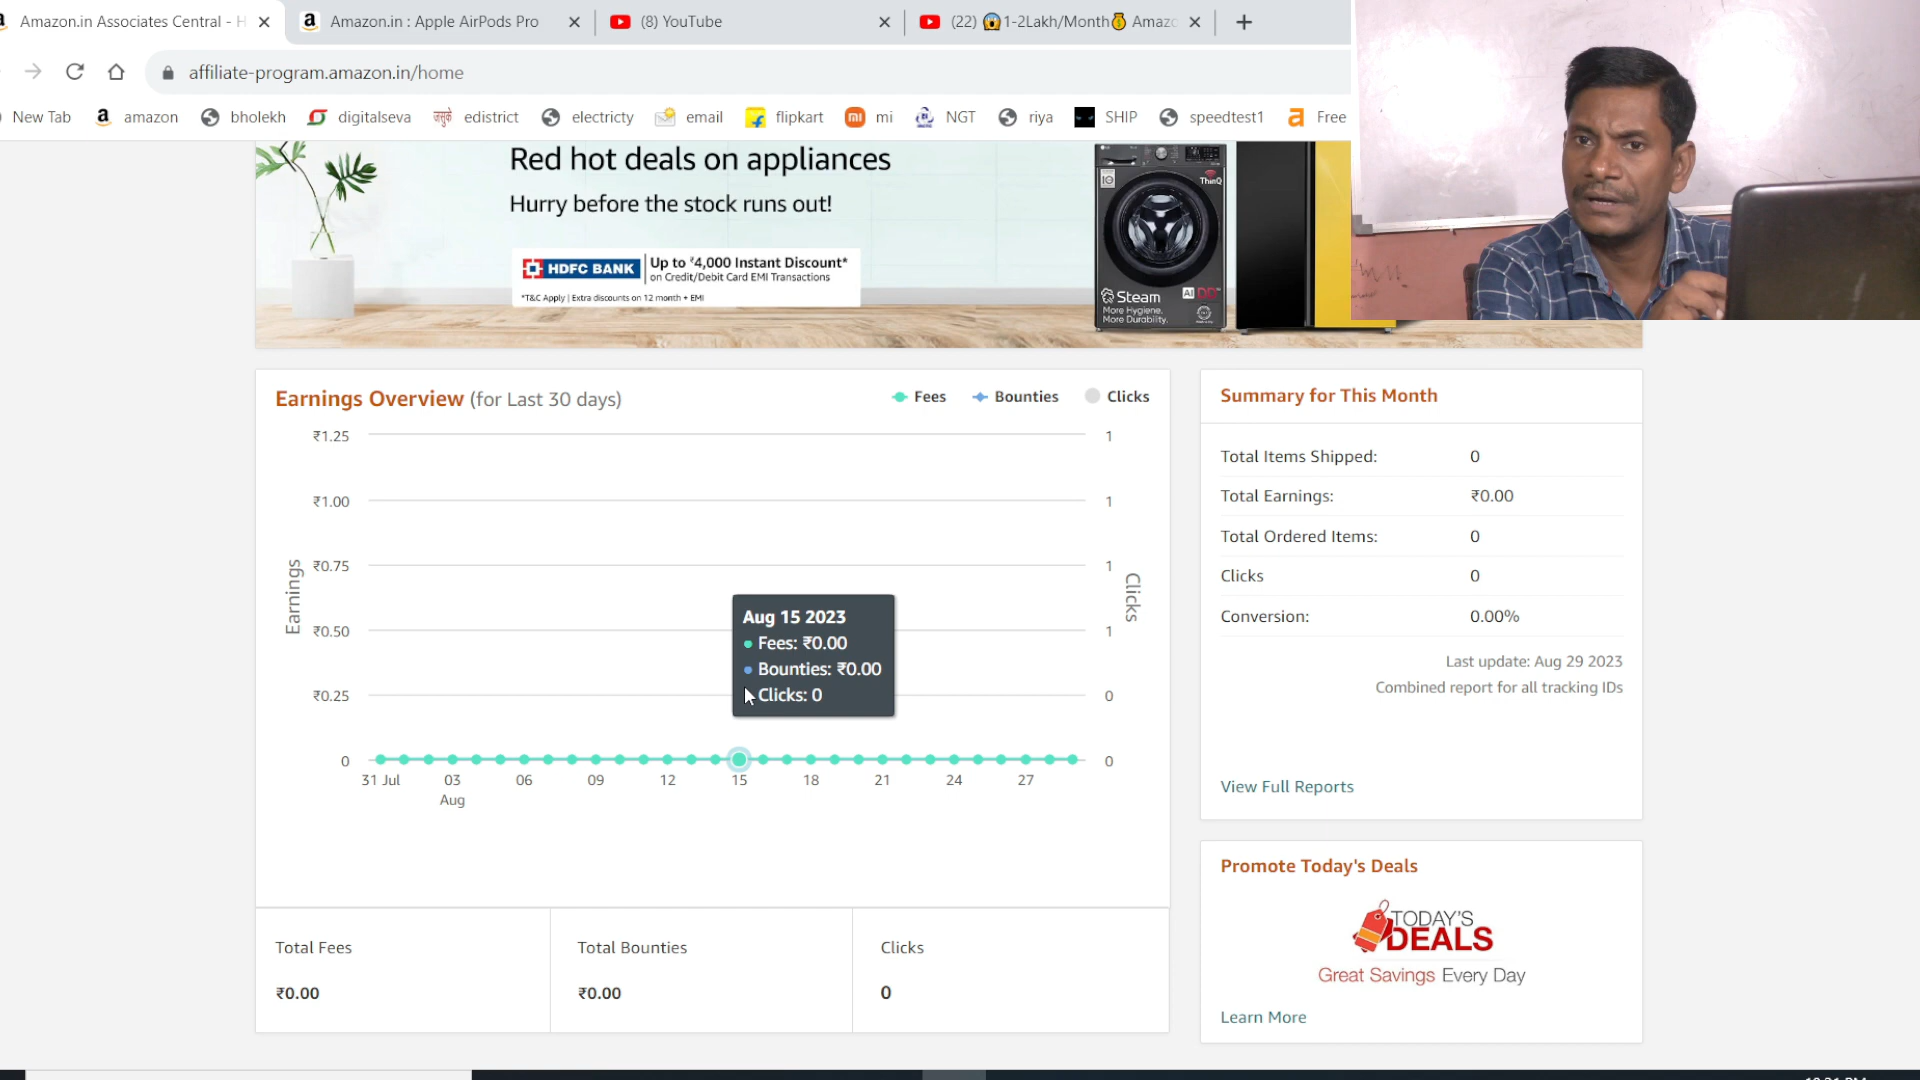 Amazon.in Associates Central - H
Amazon.in : Apple AirPods Pro
(8) YouTube
(22) 😱1-2Lakh/Month💰 Amazo
affiliate-program.amazon.in/home
New Tab
amazon
bholekh
digitalseva
edistrict
electricty
email
flipkart
mi
NGT
riya
SHIP
speedtest1
Free
Red hot deals on appliances
Hurry before the stock runs out!
HDFC BANK
Up to ₹4,000 Instant Discount*
on Credit/Debit Card EMI Transactions
*T&C Apply | Extra discounts on 12 month + EMI
ThinQ
Steam
More Hygiene.
More Durability.
AI DD
Earnings Overview (for Last 30 days)
Fees
Bounties
Clicks
₹1.25
₹1.00
₹0.75
₹0.50
₹0.25
0
Earnings
1
1
1
1
0
0
Clicks
Aug 15 2023
Fees: ₹0.00
Bounties: ₹0.00
Clicks: 0
31 Jul
03
Aug
06
09
12
15
18
21
24
27
Total Fees
₹0.00
Total Bounties
₹0.00
Clicks
0
Summary for This Month
Total Items Shipped: 0
Total Earnings: ₹0.00
Total Ordered Items: 0
Clicks 0
Conversion: 0.00%
Last update: Aug 29 2023
Combined report for all tracking IDs
View Full Reports
Promote Today's Deals
TODAY'S
DEALS
Great Savings Every Day
Learn More